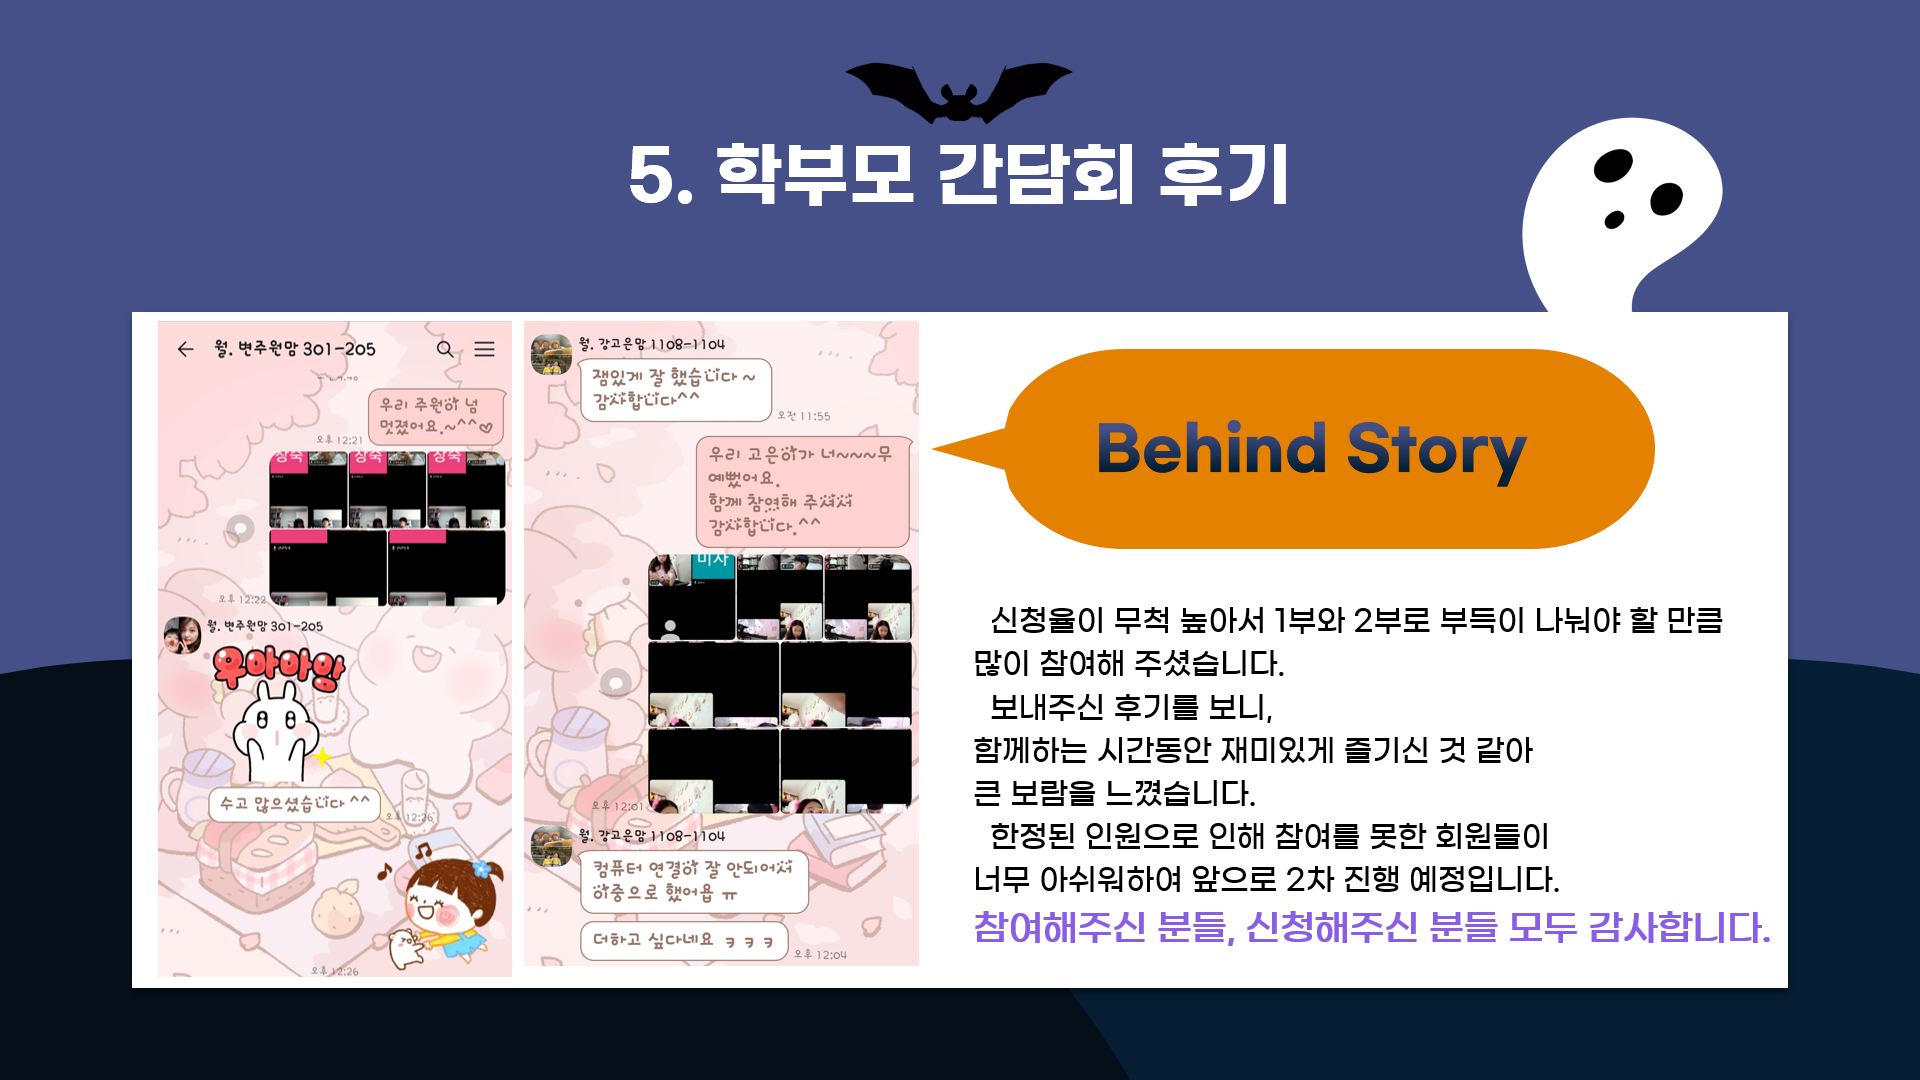 5. 학부모 간담회 후기
월. 변주원맘 301-205
우리 주원이 넘
멋졌어요.~^^♡
오후 12:21
오후 12:22
월. 변주원맘 301-205
우아아앙
수고 많으셨습니다 ^^
오후 12:26
오후 12:26
월. 강고은맘 1108-1104
잼있게 잘 했습니다 ~
감사합니다^^
오전 11:55
우리 고은이가 너~~~무
예뻤어요.
함께 참여해 주셔서
감사합니다.^^
미자
오후 12:01
월. 강고은맘 1108-1104
컴퓨터 연결이 잘 안되어서
이중으로 했어욥 ㅠ
더하고 싶다네요 ㅋㅋㅋ
오후 12:04
Behind Story
신청율이 무척 높아서 1부와 2부로 부득이 나눠야 할 만큼
많이 참여해 주셨습니다.
보내주신 후기를 보니,
함께하는 시간동안 재미있게 즐기신 것 같아
큰 보람을 느꼈습니다.
한정된 인원으로 인해 참여를 못한 회원들이
너무 아쉬워하여 앞으로 2차 진행 예정입니다.
참여해주신 분들, 신청해주신 분들 모두 감사합니다.